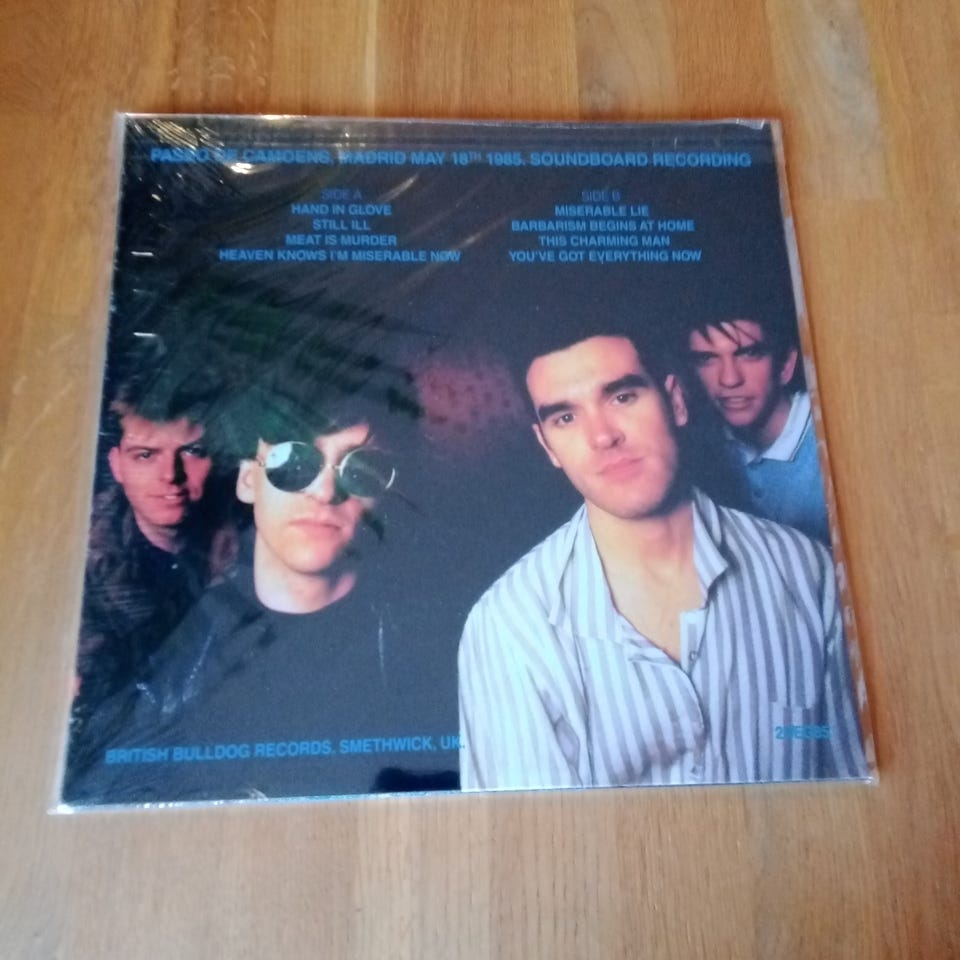 PASEO DE CAMOENS, MADRID MAY 18TH 1985. SOUNDBOARD RECORDING
SIDE A
HAND IN GLOVE
STILL ILL
MEAT IS MURDER
HEAVEN KNOWS I'M MISERABLE NOW
SIDE B
MISERABLE LIE
BARBARISM BEGINS AT HOME
THIS CHARMING MAN
YOU'VE GOT EVERYTHING NOW
BRITISH BULLDOG RECORDS. SMETHWICK, UK.